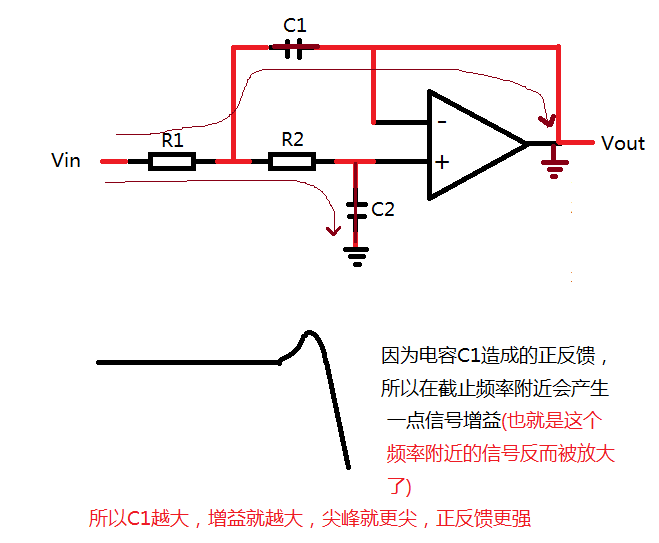 C1
R1
R2
Vin
-
+
Vout
C2
因为电容C1造成的正反馈，
所以在截止频率附近会产生
一点信号增益(也就是这个
频率附近的信号反而被放大
了)
所以C1越大，增益就越大，尖峰就更尖，正反馈更强